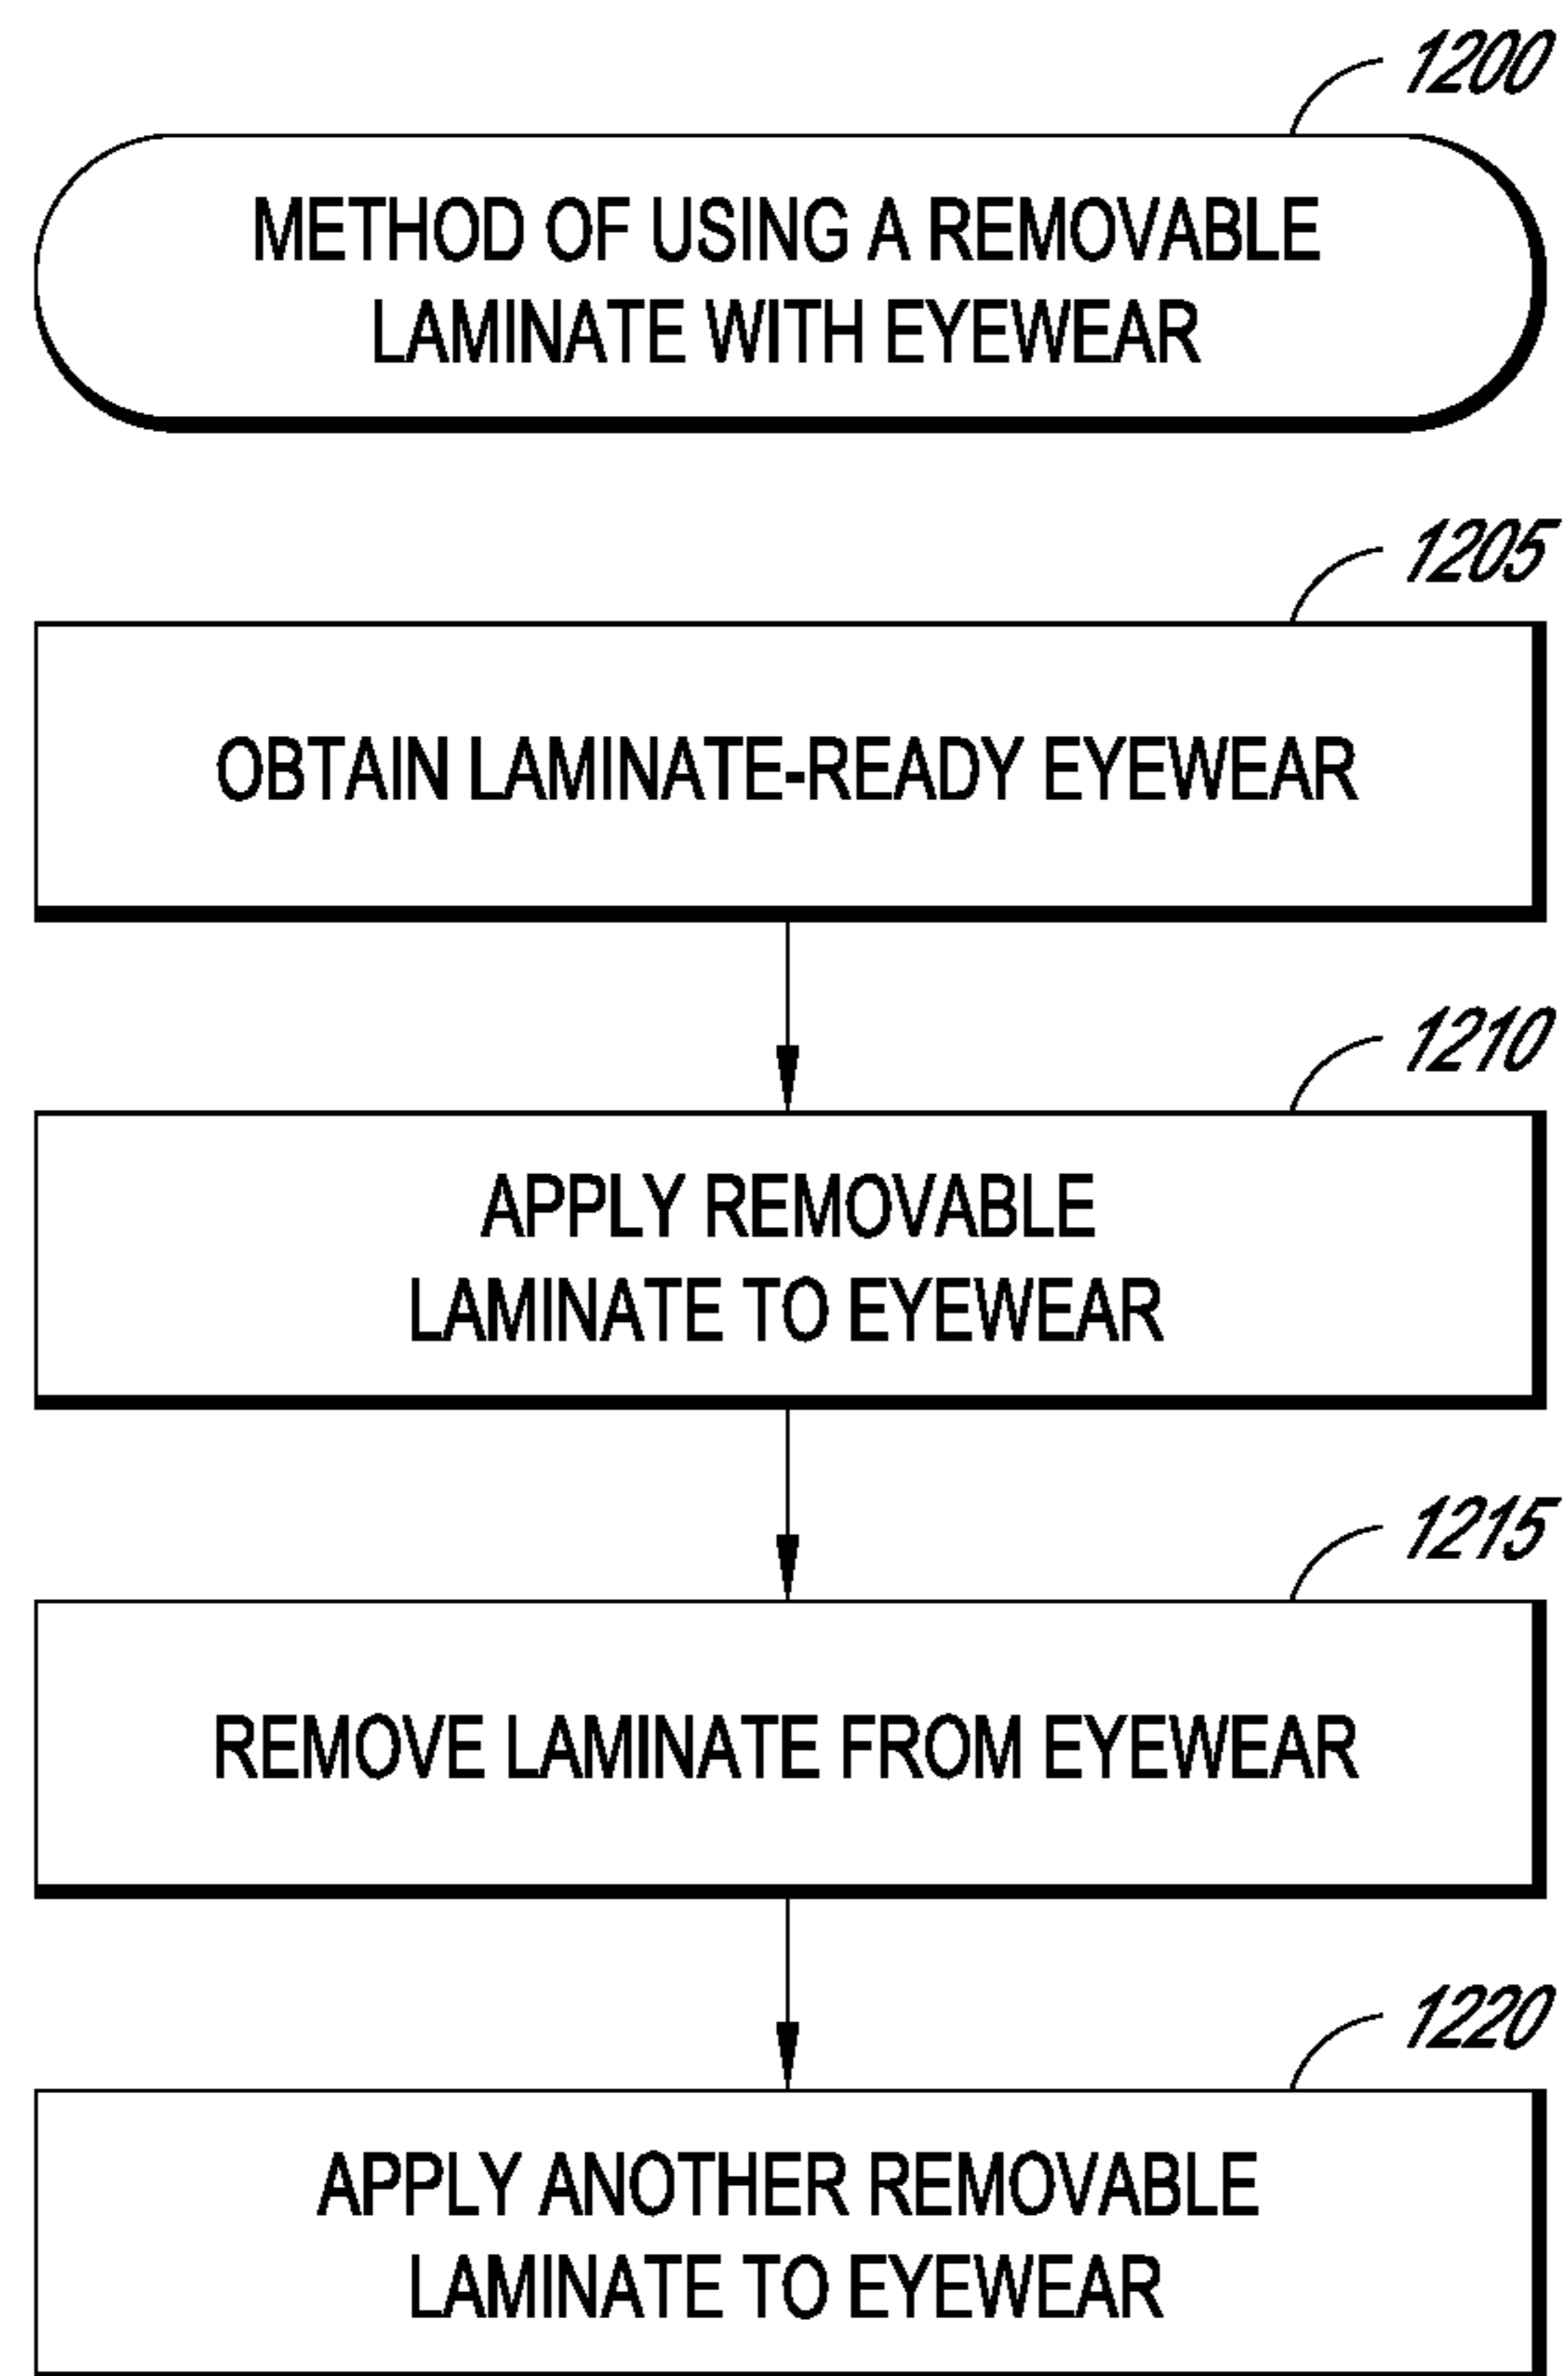 1200
METHOD OF USING A REMOVABLE
LAMINATE WITH EYEWEAR
1205
OBTAIN LAMINATE-READY EYEWEAR
1210
APPLY REMOVABLE
LAMINATE TO EYEWEAR
1215
REMOVE LAMINATE FROM EYEWEAR
1220
APPLY ANOTHER REMOVABLE
LAMINATE TO EYEWEAR